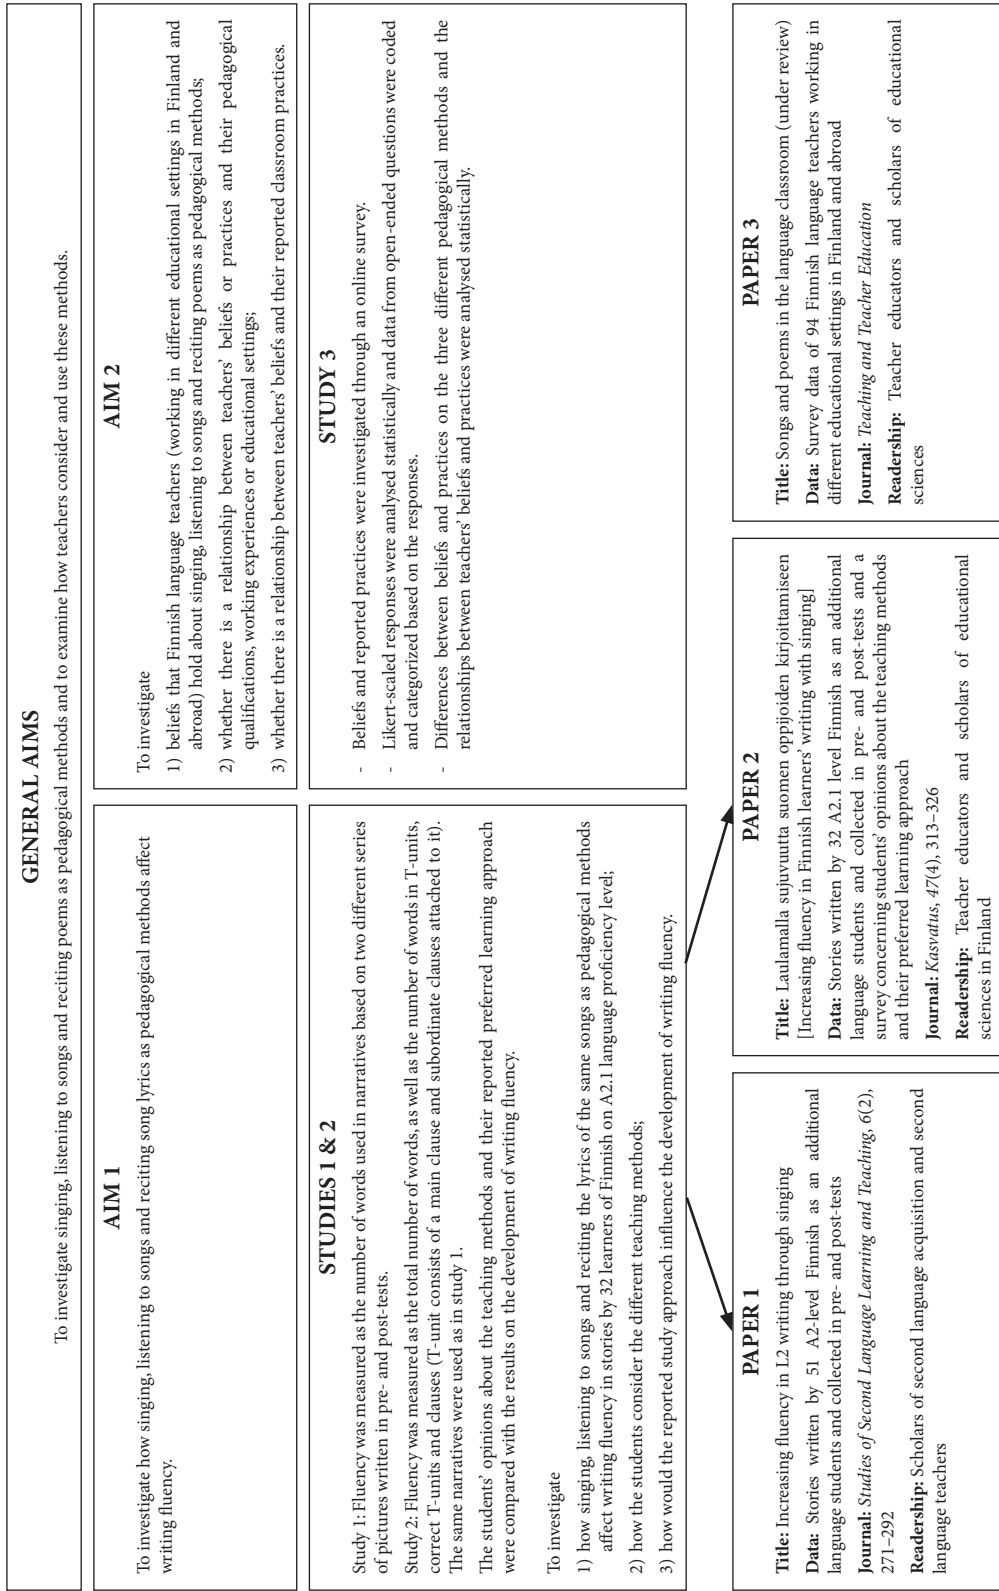 GENERAL AIMS
To investigate singing, listening to songs and reciting poems as pedagogical methods and to examine how teachers consider and use these methods.
AIM 1
To investigate how singing, listening to songs and reciting song lyrics as pedagogical methods affect
writing fluency.
AIM 2
To investigate
1) beliefs that Finnish language teachers (working in different educational settings in Finland and
abroad) hold about singing, listening to songs and reciting poems as pedagogical methods;
2) whether there is a relationship between teachers' beliefs or practices and their pedagogical
qualifications, working experiences or educational settings;
3) whether there is a relationship between teachers' beliefs and their reported classroom practices.
STUDIES 1 & 2
Study 1: Fluency was measured as the number of words used in narratives based on two different series
of pictures written in pre- and post-tests.
Study 2: Fluency was measured as the total number of words, as well as the number of words in T-units,
correct T-units and clauses (T-unit consists of a main clause and subordinate clauses attached to it).
The same narratives were used as in study 1.
The students' opinions about the teaching methods and their reported preferred learning approach
were compared with the results on the development of writing fluency.
To investigate
1) how singing, listening to songs and reciting the lyrics of the same songs as pedagogical methods
affect writing fluency in stories by 32 learners of Finnish on A2.1 language proficiency level;
2) how the students consider the different teaching methods;
3) how would the reported study approach influence the development of writing fluency.
STUDY 3
- Beliefs and reported practices were investigated through an online survey.
- Likert-scaled responses were analysed statistically and data from open-ended questions were coded
and categorized based on the responses.
- Differences between beliefs and practices on the three different pedagogical methods and the
relationships between teachers' beliefs and practices were analysed statistically.
PAPER 1
Title: Increasing fluency in L2 writing through singing
Data: Stories written by 51 A2-level Finnish as an additional
language students and collected in pre- and post-tests
Journal: Studies of Second Language Learning and Teaching, 6(2),
271–292
Readership: Scholars of second language acquisition and second
language teachers
PAPER 2
Title: Laulamalla sujuvuutta suomen oppijoiden kirjoittamiseen
[Increasing fluency in Finnish learners' writing with singing]
Data: Stories written by 32 A2.1 level Finnish as an additional
language students and collected in pre- and post-tests and a
survey concerning students' opinions about the teaching methods
and their preferred learning approach
Journal: Kasvatus, 47(4), 313–326
Readership: Teacher educators and scholars of educational
sciences in Finland
PAPER 3
Title: Songs and poems in the language classroom (under review)
Data: Survey data of 94 Finnish language teachers working in
different educational settings in Finland and abroad
Journal: Teaching and Teacher Education
Readership: Teacher educators and scholars of educational
sciences